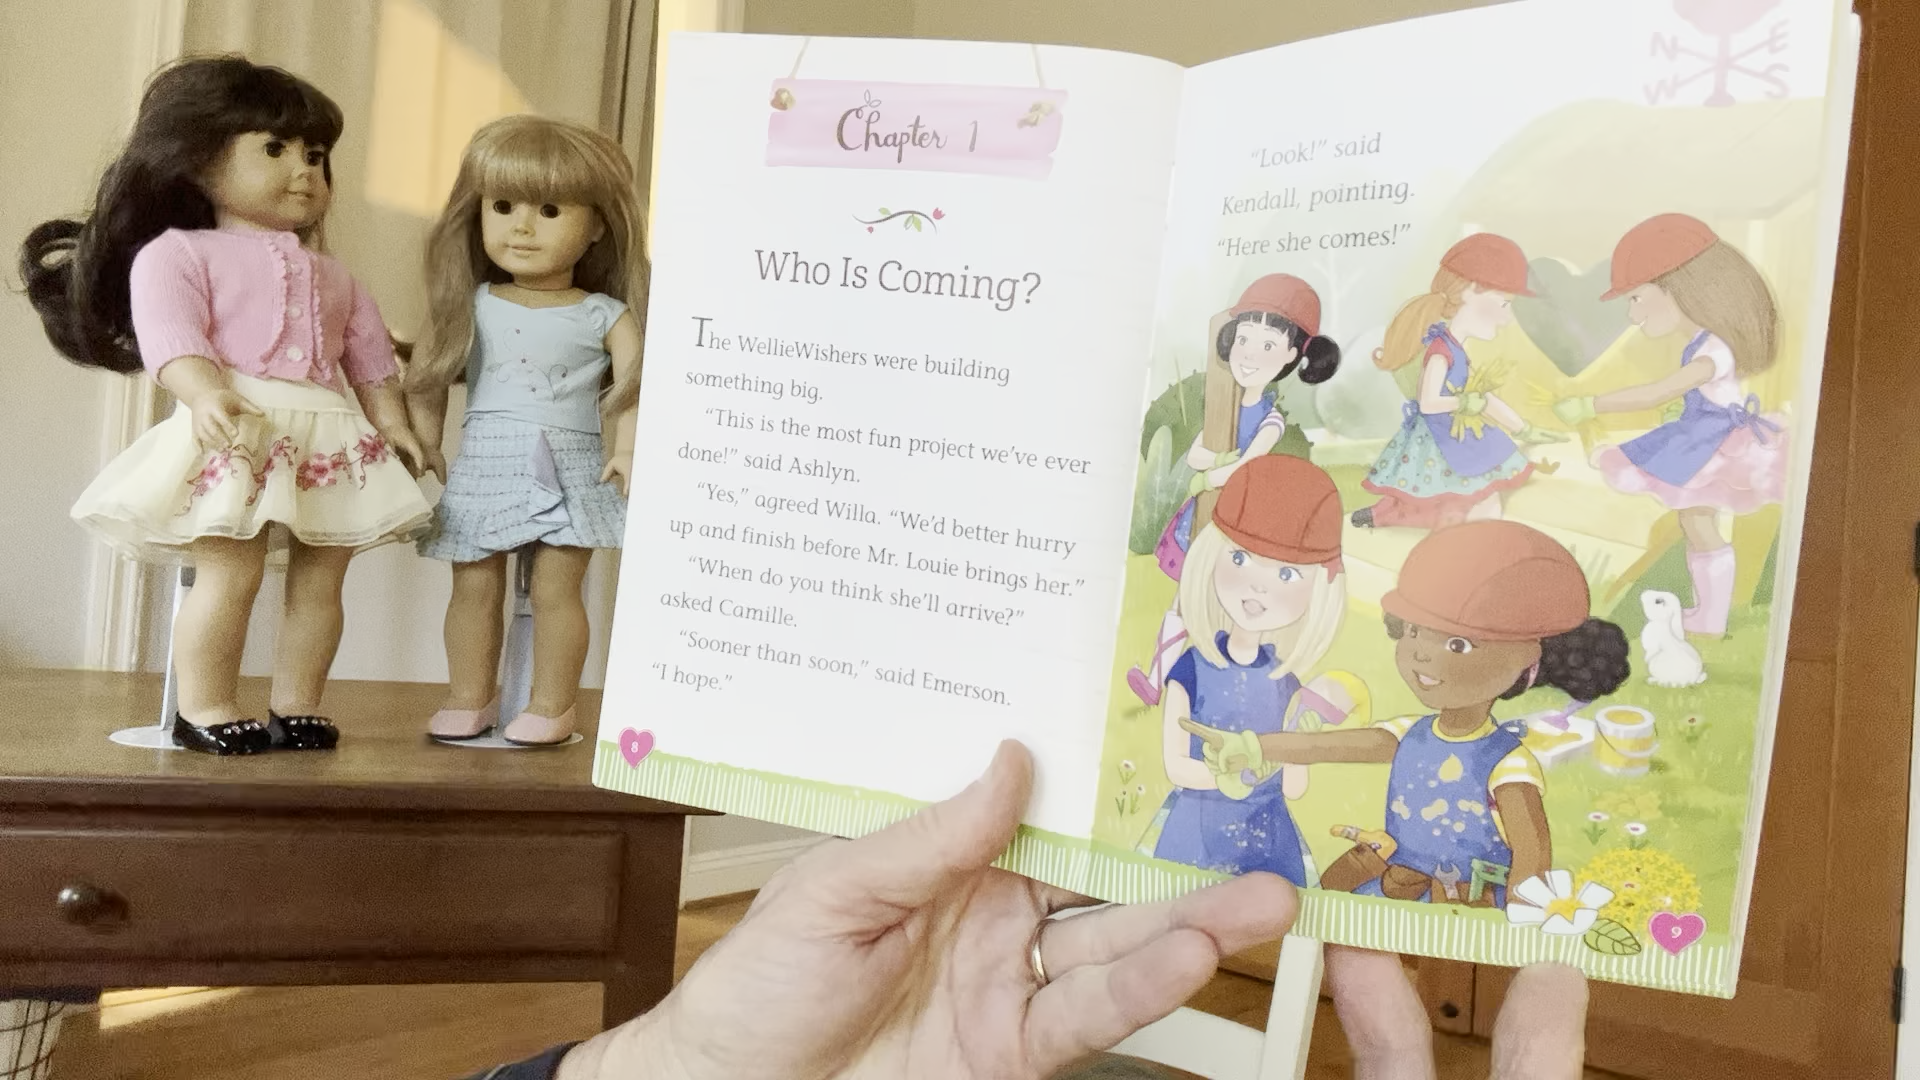 Chapter 1
Who Is Coming?
The WellieWishers were building
something big.
“This is the most fun project we’ve ever
done!” said Ashlyn.
“Yes,” agreed Willa. “We’d better hurry
up and finish before Mr. Louie brings her.”
“When do you think she’ll arrive?”
asked Camille.
“Sooner than soon,” said Emerson.
“I hope.”
8
N E
W S
“Look!” said
Kendall, pointing.
“Here she comes!”
9